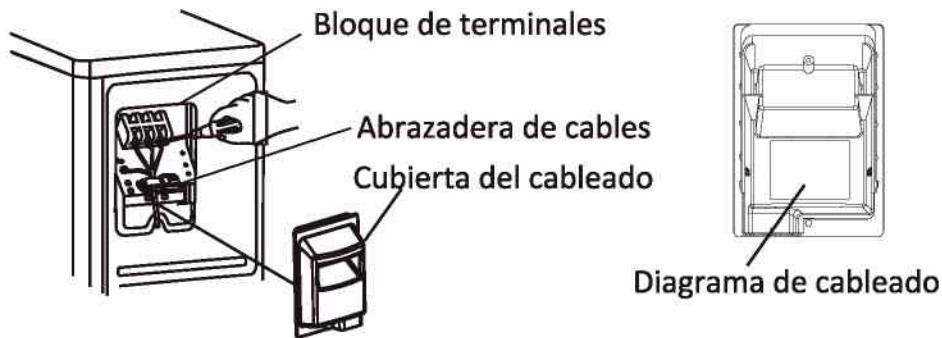 Bloque de terminales
Abrazadera de cables
Cubierta del cableado
Diagrama de cableado